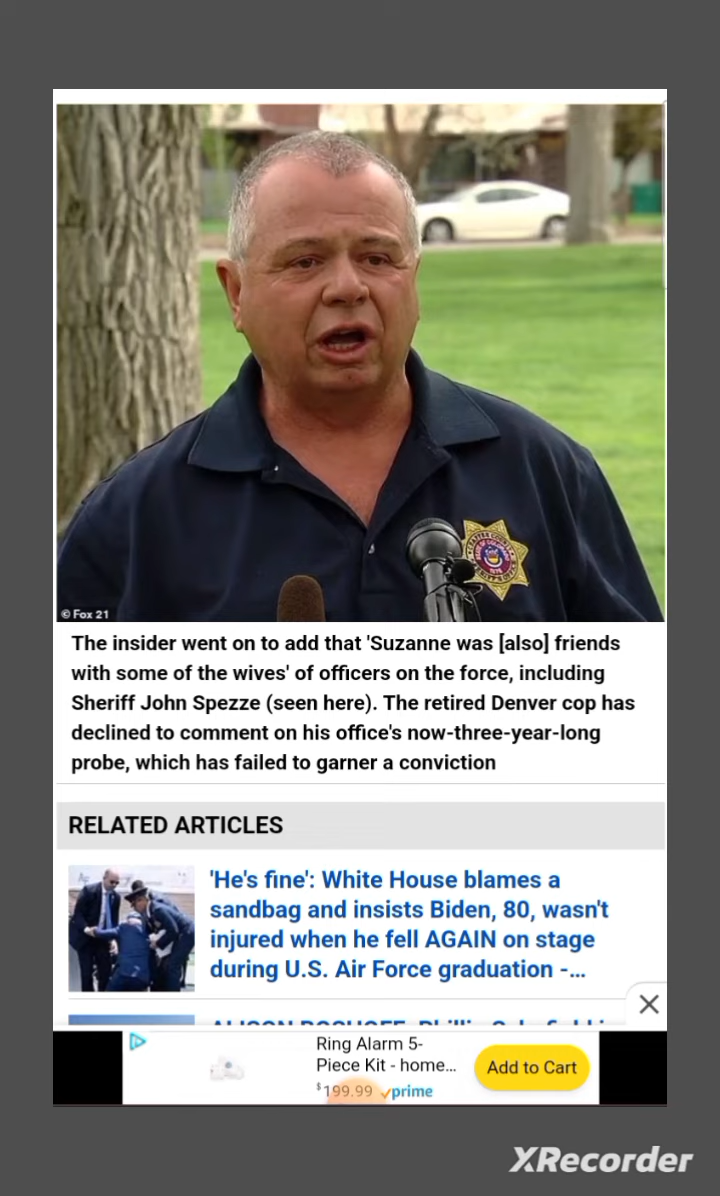 © Fox 21
The insider went on to add that 'Suzanne was [also] friends
with some of the wives' of officers on the force, including
Sheriff John Spezze (seen here). The retired Denver cop has
declined to comment on his office's now-three-year-long
probe, which has failed to garner a conviction
RELATED ARTICLES
'He's fine': White House blames a
sandbag and insists Biden, 80, wasn't
injured when he fell AGAIN on stage
during U.S. Air Force graduation -...
Ring Alarm 5-
Piece Kit - home...
$199.99 prime
Add to Cart
XRecorder